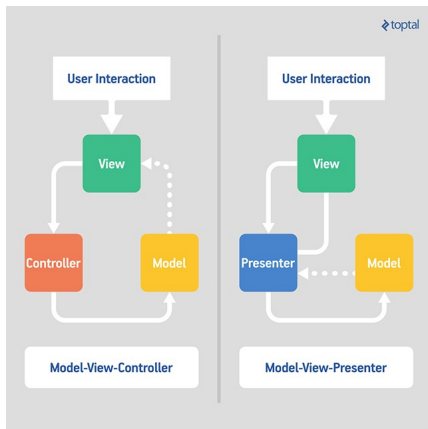 toptal
User Interaction
View
Controller
Model
Model-View-Controller
User Interaction
View
Presenter
Model
Model-View-Presenter